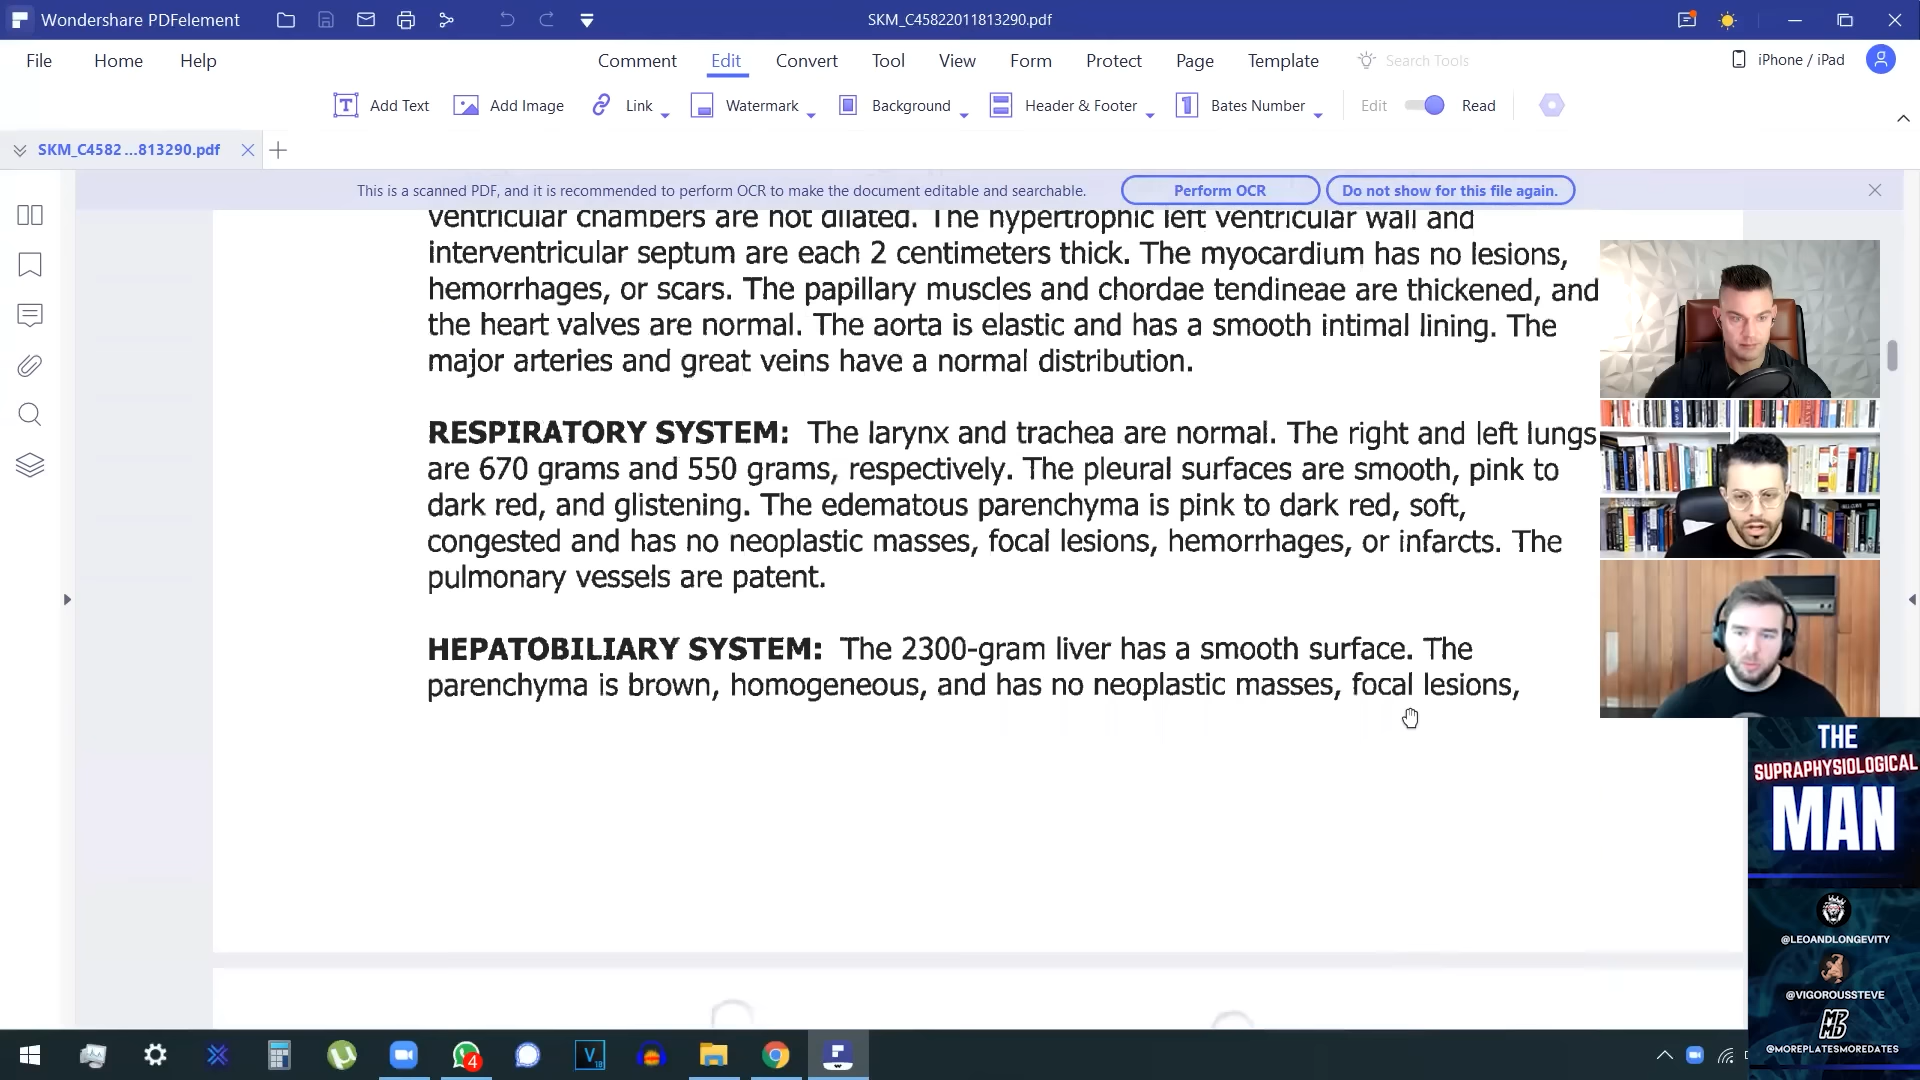 Wondershare PDFelement
SKM_C45822011813290.pdf
File Home Help
Comment Edit Convert Tool View Form Protect Page Template Search Tools
iPhone / iPad
Add Text Add Image Link Watermark Background Header & Footer Bates Number Edit Read
SKM_C4582 ...813290.pdf
This is a scanned PDF, and it is recommended to perform OCR to make the document editable and searchable.
Perform OCR
Do not show for this file again.
ventricular chambers are not dilated. The hypertrophic left ventricular wall and
interventricular septum are each 2 centimeters thick. The myocardium has no lesions,
hemorrhages, or scars. The papillary muscles and chordae tendineae are thickened, and
the heart valves are normal. The aorta is elastic and has a smooth intimal lining. The
major arteries and great veins have a normal distribution.
RESPIRATORY SYSTEM: The larynx and trachea are normal. The right and left lungs
are 670 grams and 550 grams, respectively. The pleural surfaces are smooth, pink to
dark red, and glistening. The edematous parenchyma is pink to dark red, soft,
congested and has no neoplastic masses, focal lesions, hemorrhages, or infarcts. The
pulmonary vessels are patent.
HEPATOBILIARY SYSTEM: The 2300-gram liver has a smooth surface. The
parenchyma is brown, homogeneous, and has no neoplastic masses, focal lesions,
THE
SUPRAPHYSIOLOGICAL
MAN
@LEOANDLONGEVITY
@VIGOROUSSTEVE
MP
MD
@MOREPLATESMOREDATES
4